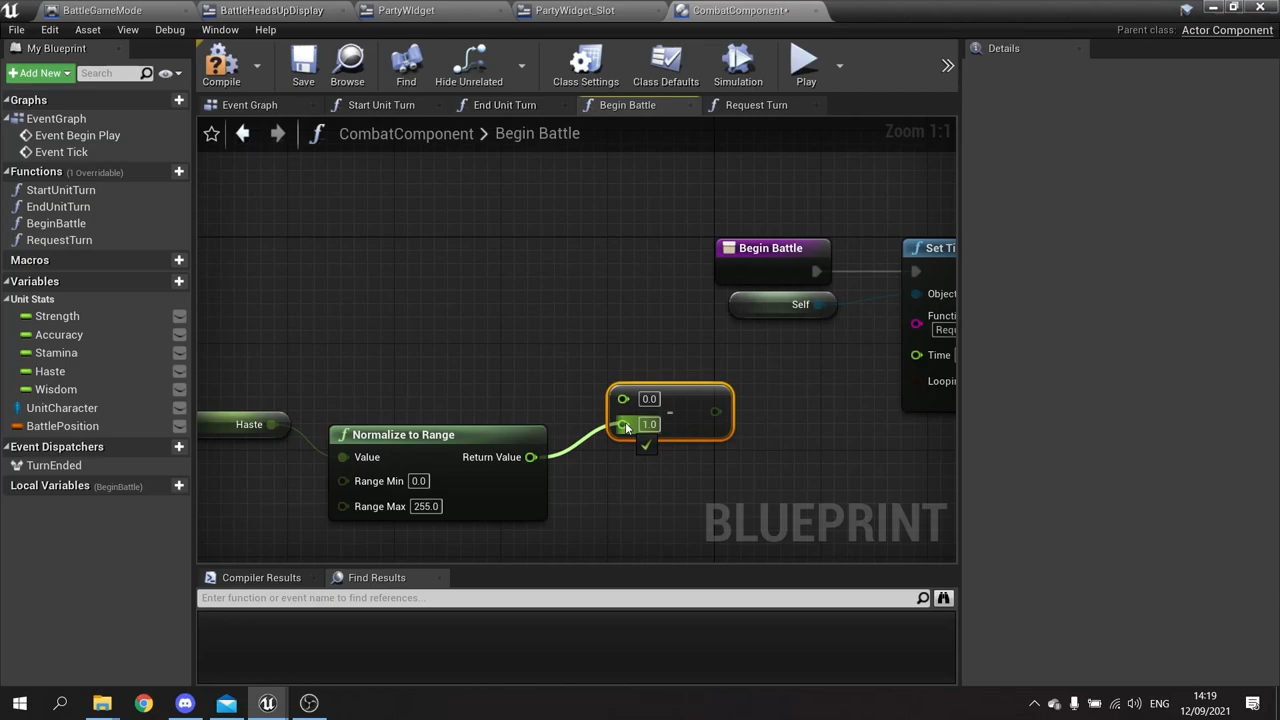 BattleGameMode
BattleHeadsUpDisplay
PartyWIdget
PartyWIdget_Slot
CombatComponent*
File
Edit
Asset
View
Debug
Window
Help
Parent class: Actor Component
My Blueprint
Details
Add New
Search
Compile
Save
Browse
Find
Hide Unrelated
Class Settings
Class Defaults
Simulation
Play
Event Graph
Start Unit Turn
End Unit Turn
Begin Battle
Request Turn
CombatComponent > Begin Battle
Zoom 1:1
Graphs
EventGraph
Event Begin Play
Event Tick
Functions (1 Overridable)
StartUnitTurn
EndUnitTurn
BeginBattle
RequestTurn
Macros
Variables
Unit Stats
Strength
Accuracy
Stamina
Haste
Wisdom
UnitCharacter
BattlePosition
Event Dispatchers
TurnEnded
Local Variables (BeginBattle)
Begin Battle
Self
Set Ti
Object
Functi
Requ
Time
Loopin
0.0
-
1.0
Haste
Normalize to Range
Value
Return Value
Range Min 0.0
Range Max 255.0
BLUEPRINT
Compiler Results
Find Results
Enter function or event name to find references...
ENG
14:19
12/09/2021